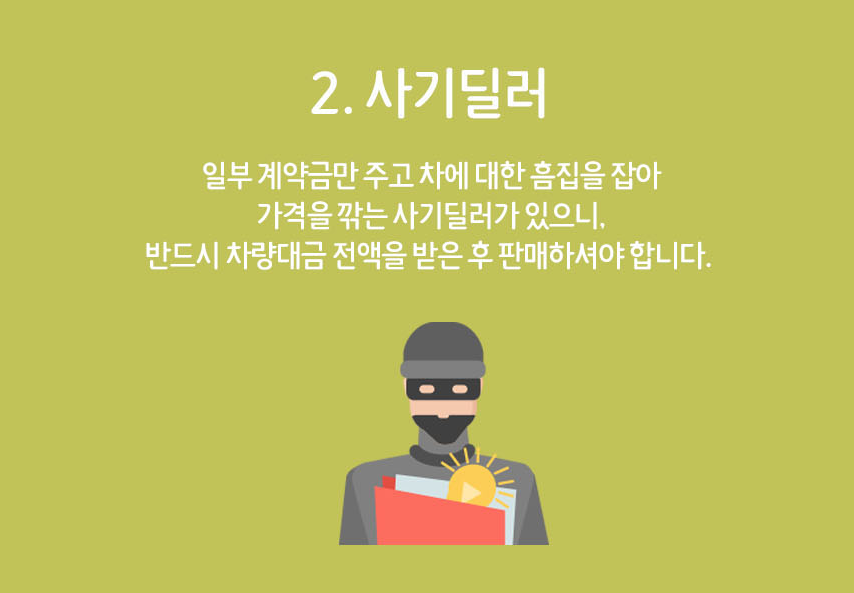 2. 사기딜러
일부 계약금만 주고 차에 대한 흠집을 잡아
가격을 깎는 사기딜러가 있으니,
반드시 차량대금 전액을 받은 후 판매하셔야 합니다.